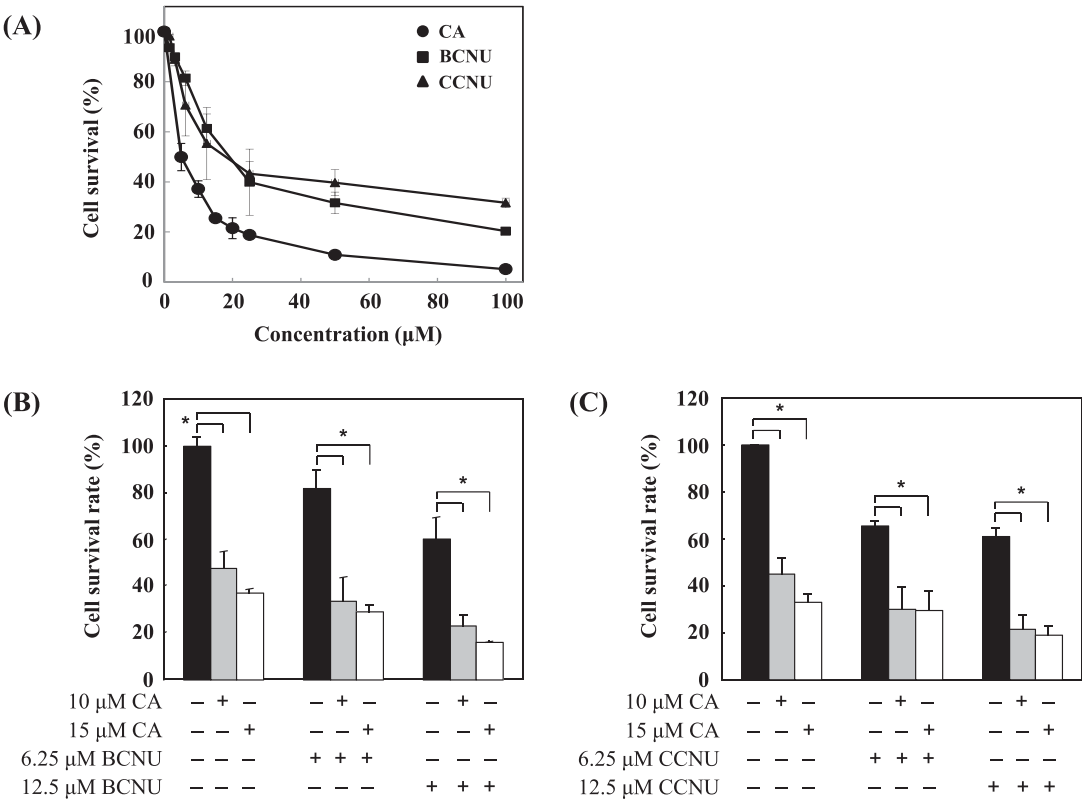 (A)
Cell survival (%)
100
80
60
40
20
0
0 20 40 60 80 100
Concentration (μM)
CA
BCNU
CCNU
(B)
Cell survival rate (%)
120
100
80
60
40
20
0
*
*
*
10 μM CA – + – – + – – + –
15 μM CA – – + – – + – – +
6.25 μM BCNU – – – + + + – – –
12.5 μM BCNU – – – – – – + + +
(C)
Cell survival rate (%)
120
100
80
60
40
20
0
*
*
*
10 μM CA – + – – + – – + –
15 μM CA – – + – – + – – +
6.25 μM CCNU – – – + + + – – –
12.5 μM CCNU – – – – – – + + +